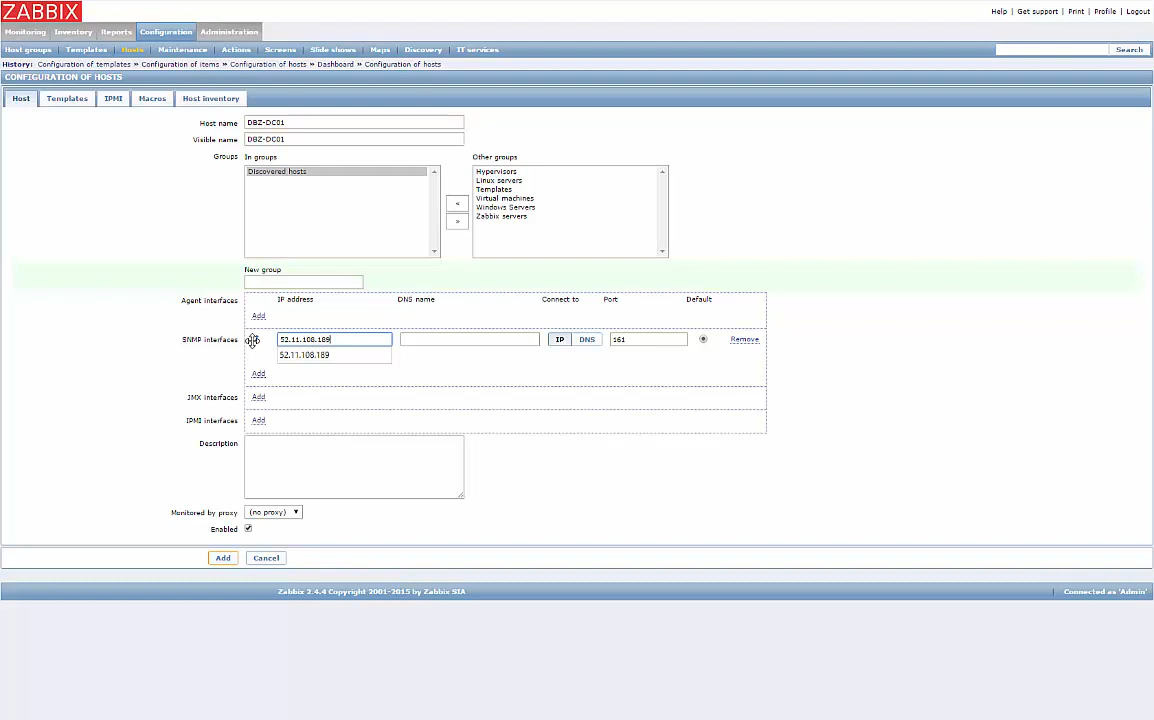 ZABBIX
Help | Get support | Print | Profile | Logout
Monitoring Inventory Reports Configuration Administration
Host groups | Templates | Hosts | Maintenance | Actions | Screens | Slide shows | Maps | Discovery | IT services Search
History: Configuration of templates » Configuration of items » Configuration of hosts » Dashboard » Configuration of hosts
CONFIGURATION OF HOSTS
Host Templates IPMI Macros Host inventory
Host name DBZ-DC01
Visible name DBZ-DC01
Groups In groups Other groups
Discovered hosts Hypervisors
Linux servers
Templates
Virtual machines
« Windows Servers
» Zabbix servers
New group
Agent interfaces IP address DNS name Connect to Port Default
Add
SNMP interfaces 52.11.108.189 IP DNS 161 Remove
52.11.108.189
Add
JMX interfaces Add
IPMI interfaces Add
Description
Monitored by proxy (no proxy)
Enabled
Add Cancel
Zabbix 2.4.4 Copyright 2001-2015 by Zabbix SIA | Connected as 'Admin'